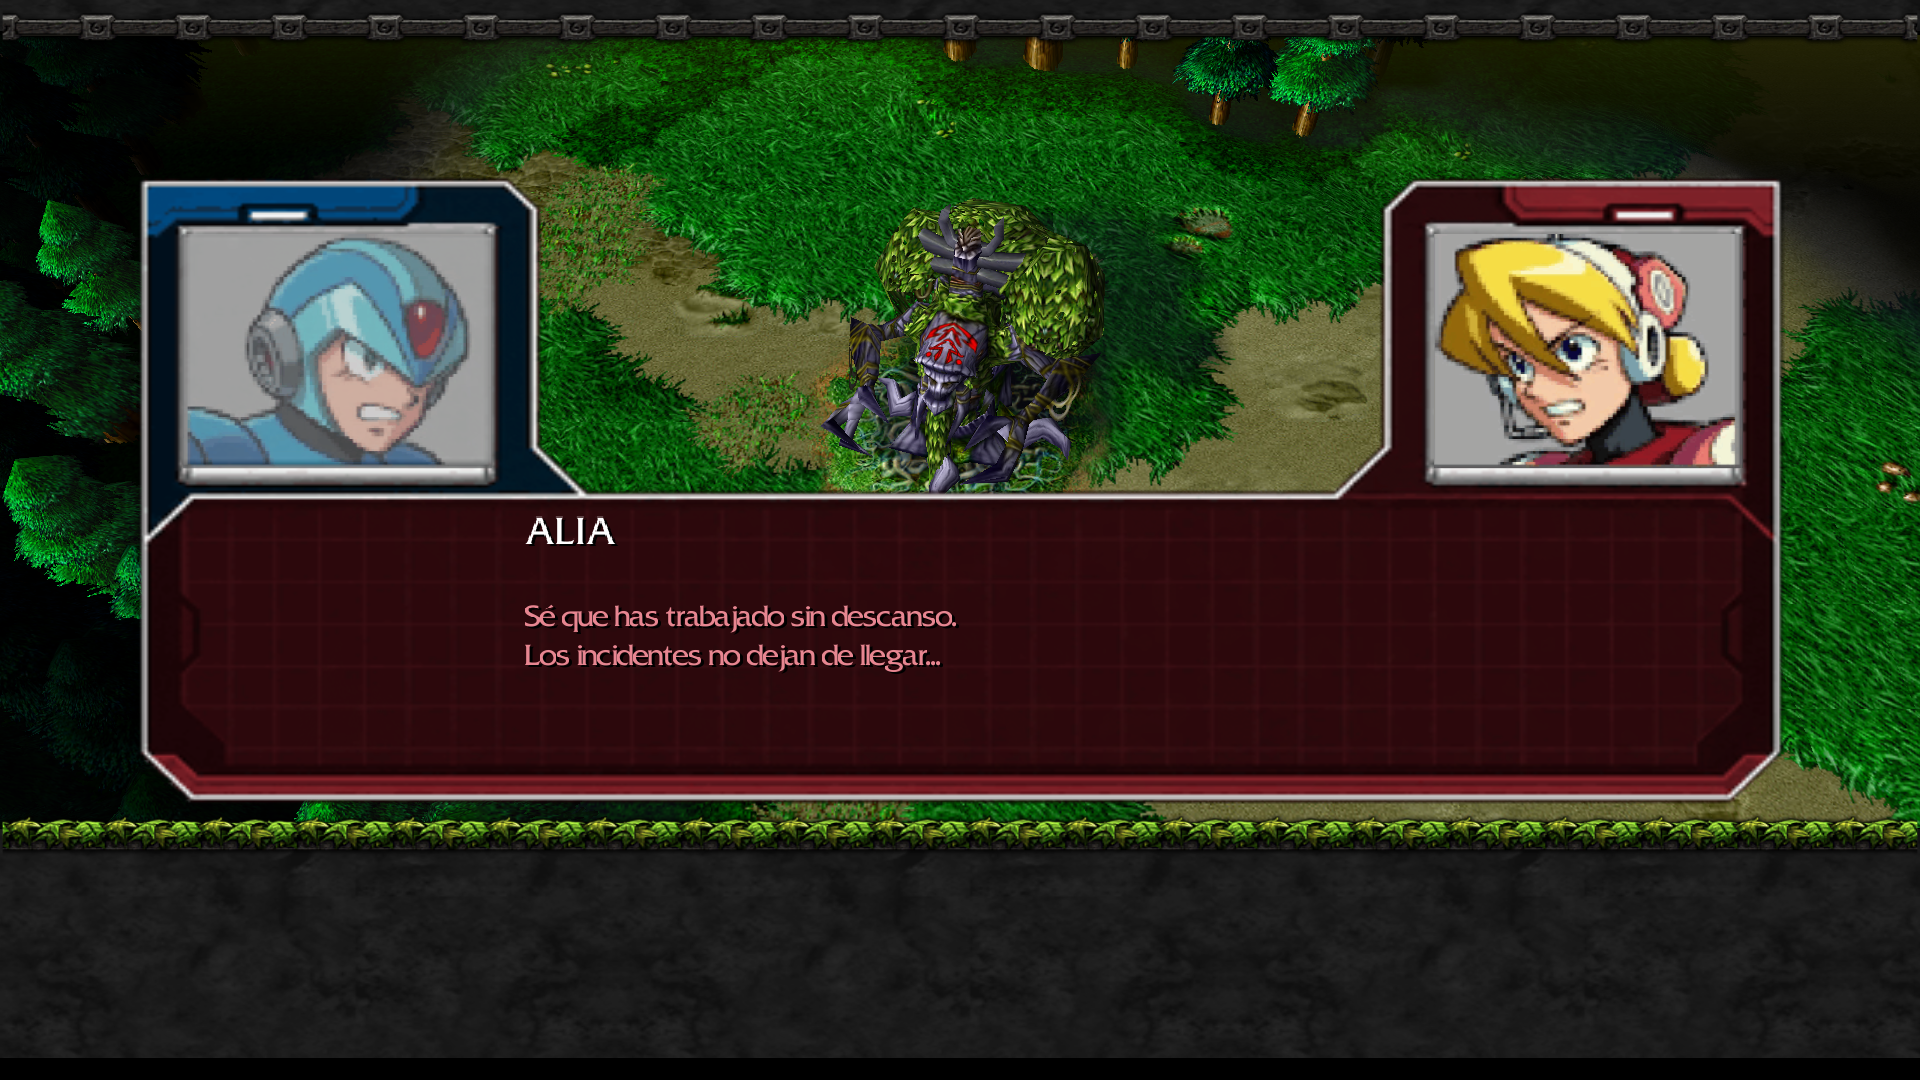 ALIA
Sé que has trabajado sin descanso.
Los incidentes no dejan de llegar...